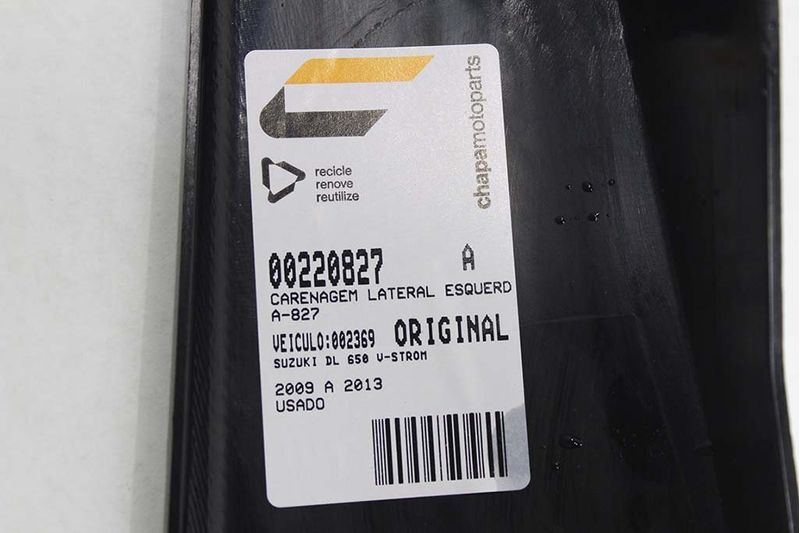 chapamotoparts
recicle
renove
reutilize
00220827 A
CARENAGEM LATERAL ESQUERD
A-827
VEICULO:002369 ORIGINAL
SUZUKI DL 650 V-STROM
2009 A 2013
USADO